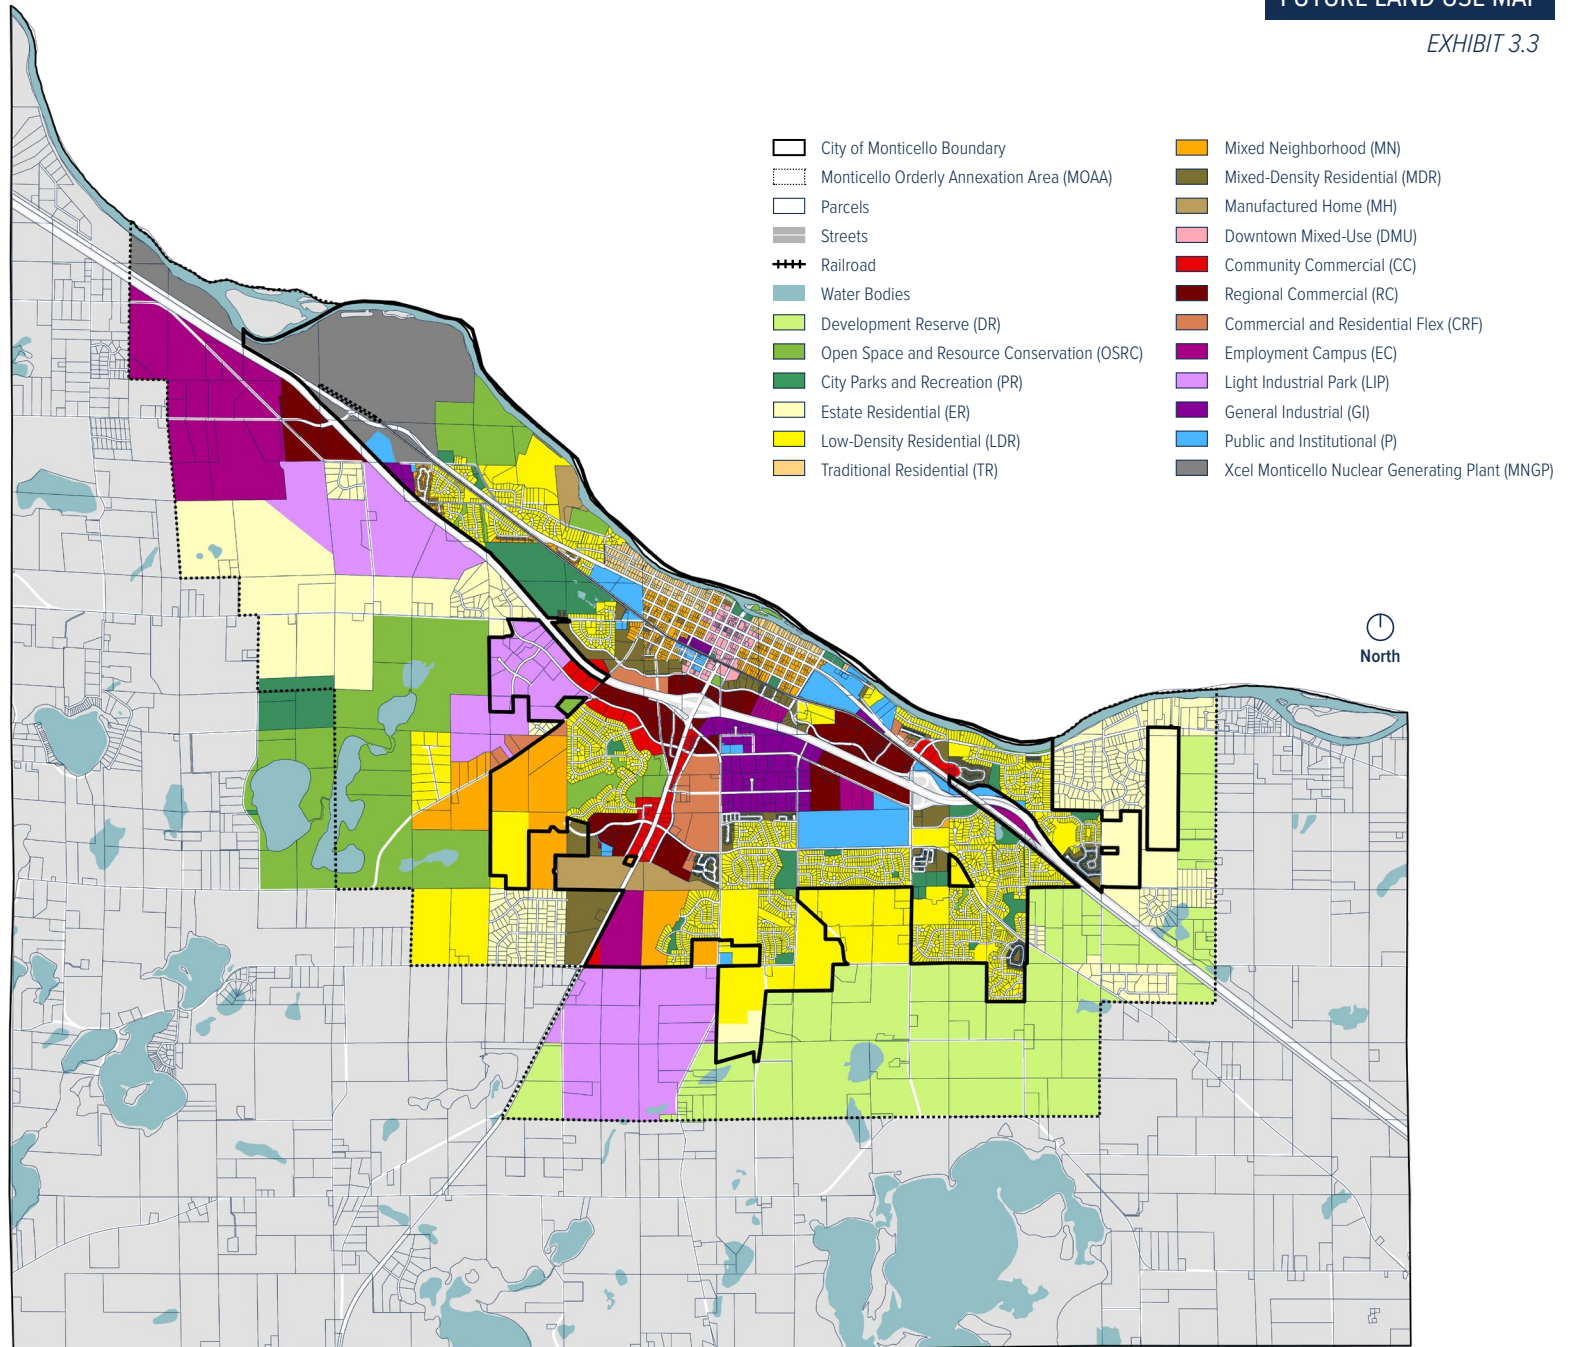 FUTURE LAND USE MAP
EXHIBIT 3.3
City of Monticello Boundary
Monticello Orderly Annexation Area (MOAA)
Parcels
Streets
Railroad
Water Bodies
Development Reserve (DR)
Open Space and Resource Conservation (OSRC)
City Parks and Recreation (PR)
Estate Residential (ER)
Low-Density Residential (LDR)
Traditional Residential (TR)
Mixed Neighborhood (MN)
Mixed-Density Residential (MDR)
Manufactured Home (MH)
Downtown Mixed-Use (DMU)
Community Commercial (CC)
Regional Commercial (RC)
Commercial and Residential Flex (CRF)
Employment Campus (EC)
Light Industrial Park (LIP)
General Industrial (GI)
Public and Institutional (P)
Xcel Monticello Nuclear Generating Plant (MNGP)
North